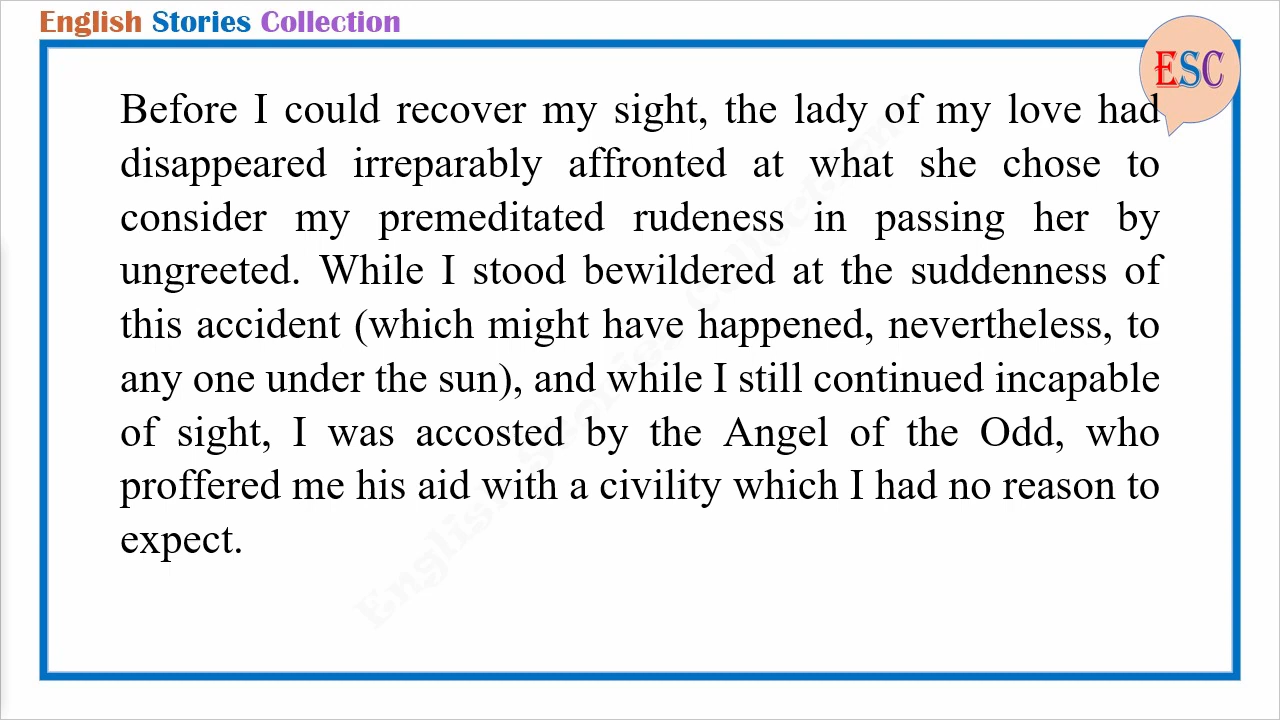 English Stories Collection
ESC
Before I could recover my sight, the lady of my love had
disappeared irreparably affronted at what she chose to
consider my premeditated rudeness in passing her by
ungreeted. While I stood bewildered at the suddenness of
this accident (which might have happened, nevertheless, to
any one under the sun), and while I still continued incapable
of sight, I was accosted by the Angel of the Odd, who
proffered me his aid with a civility which I had no reason to
expect.
English Stories Collection